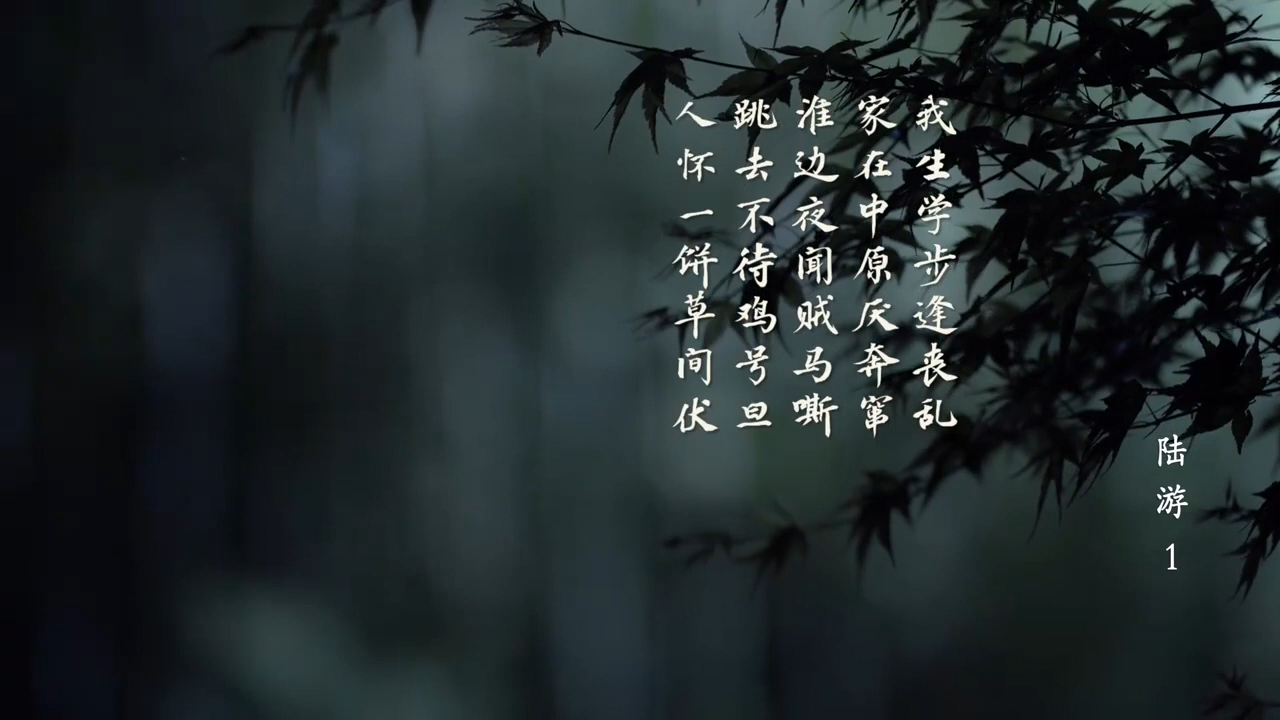 我生学步逢丧乱
家在中原厌奔窜
淮边夜闻贼马嘶
跳去不待鸡号旦
人怀一饼草间伏
陆游1